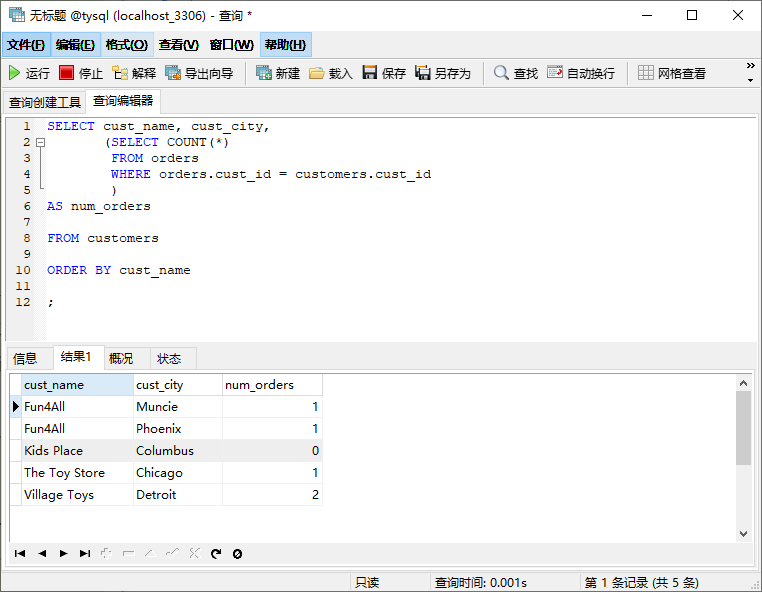 无标题 @tysql (localhost_3306) - 查询 *
文件(F) 编辑(E) 格式(O) 查看(V) 窗口(W) 帮助(H)
运行 停止 解释 导出向导 新建 载入 保存 另存为 查找 自动换行 网格查看 »
查询创建工具 查询编辑器
1 SELECT cust_name, cust_city,
2 (SELECT COUNT(*)
3 FROM orders
4 WHERE orders.cust_id = customers.cust_id
5 )
6 AS num_orders
7
8 FROM customers
9
10 ORDER BY cust_name
11
12 ;
信息 结果1 概况 状态
cust_name cust_city num_orders
Fun4All Muncie 1
Fun4All Phoenix 1
Kids Place Columbus 0
The Toy Store Chicago 1
Village Toys Detroit 2
只读 查询时间: 0.001s 第 1 条记录 (共 5 条)